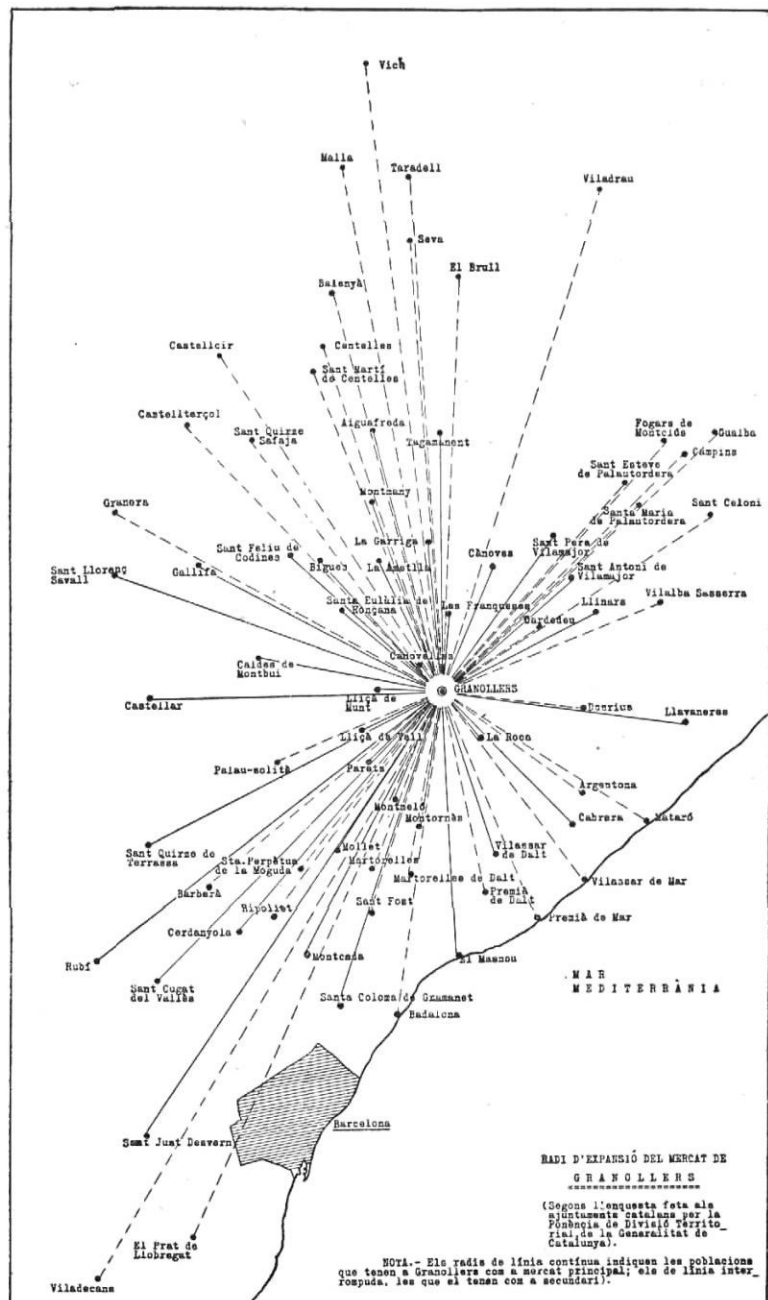 Vich
Malla
Taradell
Viladrau
Seva
El Brull
Balenyà
Centelles
Castellcir
Sant Martí
de Centelles
Castellterçol
Sant Quirze
Safaja
Aiguafreda
Tagamanent
Fogars de
Montclús
Gualba
Campins
Sant Esteve
de Palautordera
Montmany
Granera
Santa Maria
de Palautordera
Sant Celoni
La Garriga
Sant Pere de
Vilamajor
Sant Feliu de
Codines
Bigues
La Ametlla
Cànoves
Sant Antoni de
Vilamajor
Sant Llorenç
Savall
Gallifa
Santa Eulàlia de
Ronçana
Les Franqueses
Llinars
Vilalba Sasserra
Cardedeu
Canovelles
Caldes de
Montbui
GRANOLLERS
Castellar
Lliçà de
Munt
Dosrius
Llavaneres
Lliçà de Vall
La Roca
Palau-solità
Parets
Argentona
Montmeló
Montornès
Cabrera
Mataró
Sant Quirze de
Terrassa
Mollet
Vilassar
de Dalt
Sta. Perpètua
de la Moguda
Martorelles
Martorelles de Dalt
Vilassar de Mar
Barberà
Premià
de Dalt
Ripollet
Sant Fost
Premià de Mar
Cerdanyola
Rubí
Montcada
El Masnou
Sant Cugat
del Vallès
MAR
MEDITERRÀNIA
Santa Coloma de Gramanet
Badalona
Barcelona
Sant Just Desvern
RADI D'EXPANSIÓ DEL MERCAT DE
GRANOLLERS
(Segons l'enquesta feta als
ajuntaments catalans per la
Ponència de Divisió Territo_
rial, de la Generalitat de
Catalunya).
El Prat de
Llobregat
Viladecans
NOTA.- Els radis de línia contínua indiquen les poblacions
que tenen a Granollers com a mercat principal; els de línia inter_
rompuda, les que el tenen com a secundari).